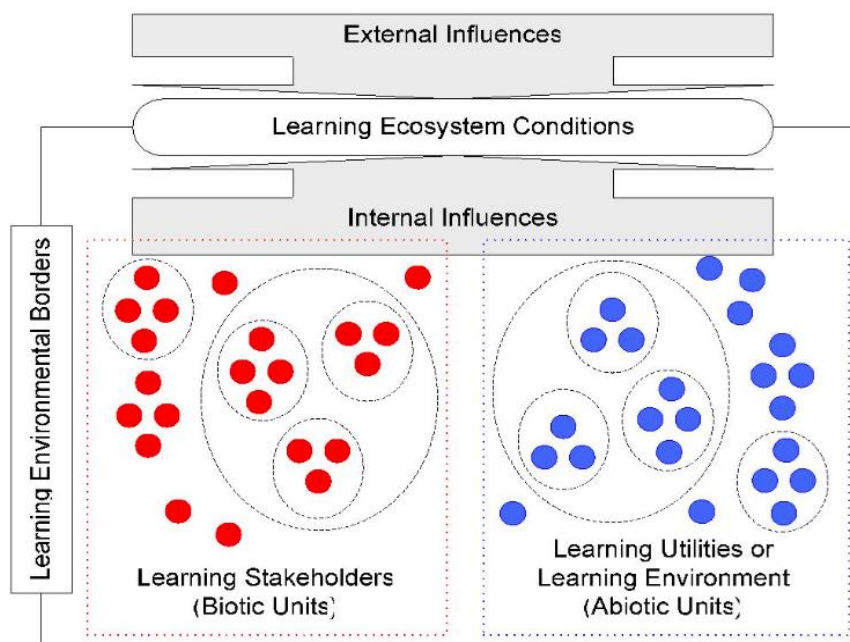 External Influences
Learning Ecosystem Conditions
Internal Influences
Learning Environmental Borders
Learning Stakeholders
(Biotic Units)
Learning Utilities or
Learning Environment
(Abiotic Units)